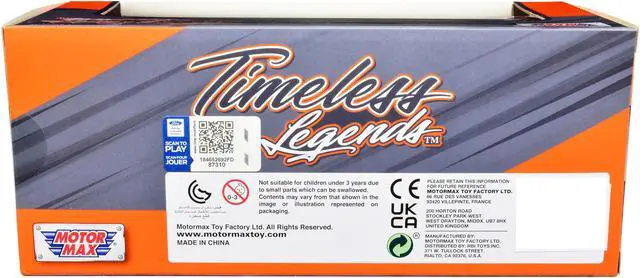 Timeless
Legends™
Ford
SCAN TO
PLAY
SCAN POUR
JOUER
184652692FD
87310
0-3
Not suitable for children under 3 years due
to small parts which can be swallowed.
Contents may vary from that shown in the
image or illustration represented on
packaging.
Motormax Toy Factory Ltd. All Rights Reserved.
www.motormaxtoy.com
MADE IN CHINA
CE
UK
CA
PLEASE RETAIN THIS INFORMATION
FOR FUTURE REFERENCE.
MOTORMAX TOY FACTORY LTD.
66 RUE DES VANESSES
93420 VILLEPINTE, FRANCE
200 HORTON ROAD
STOCKLEY PARK WEST
WEST DRAYTON, MIDDX. UB7 8HX
UNITED KINGDOM
MANUFACTURED BY:
MOTORMAX TOY FACTORY LTD.
DISTRIBUTED BY: RBI TOYS INC.
371 W. TULLOCK STREET,
RIALTO, CA 92376, U.S.A.
MOTOR
MAX